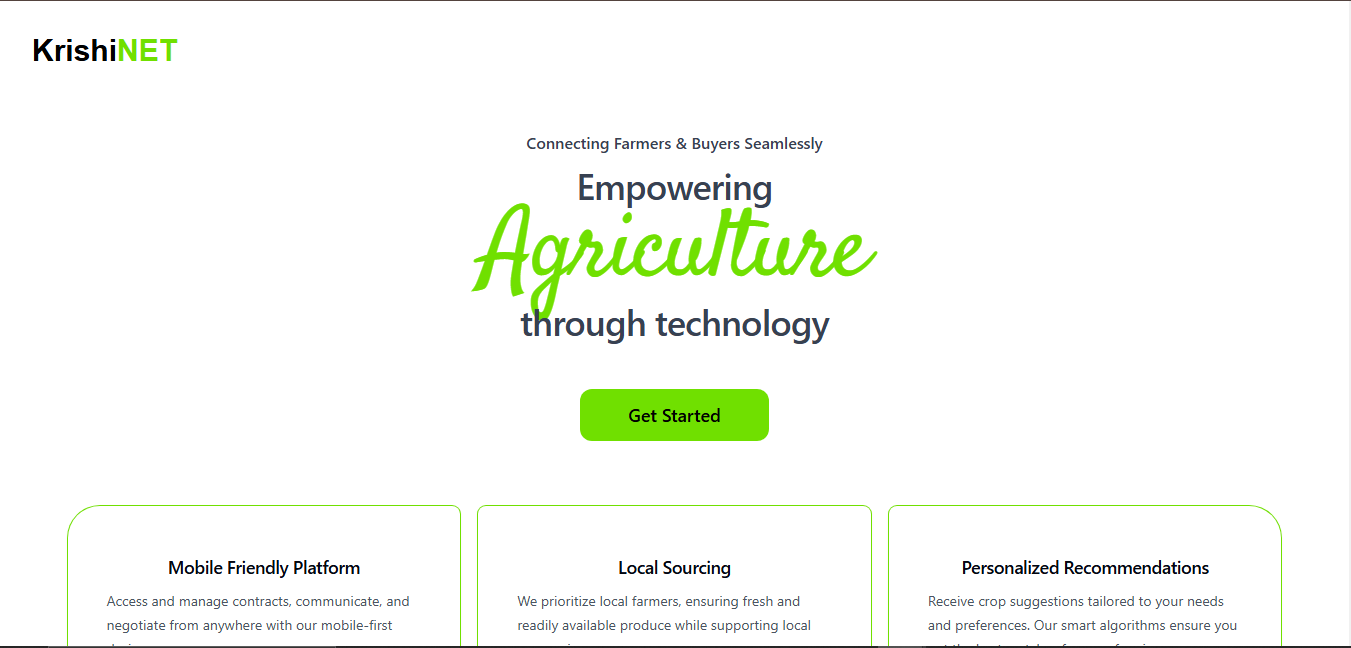 KrishiNET
Connecting Farmers & Buyers Seamlessly
Empowering
Agriculture
through technology
Get Started
Mobile Friendly Platform
Access and manage contracts, communicate, and
negotiate from anywhere with our mobile-first
Local Sourcing
We prioritize local farmers, ensuring fresh and
readily available produce while supporting local
Personalized Recommendations
Receive crop suggestions tailored to your needs
and preferences. Our smart algorithms ensure you